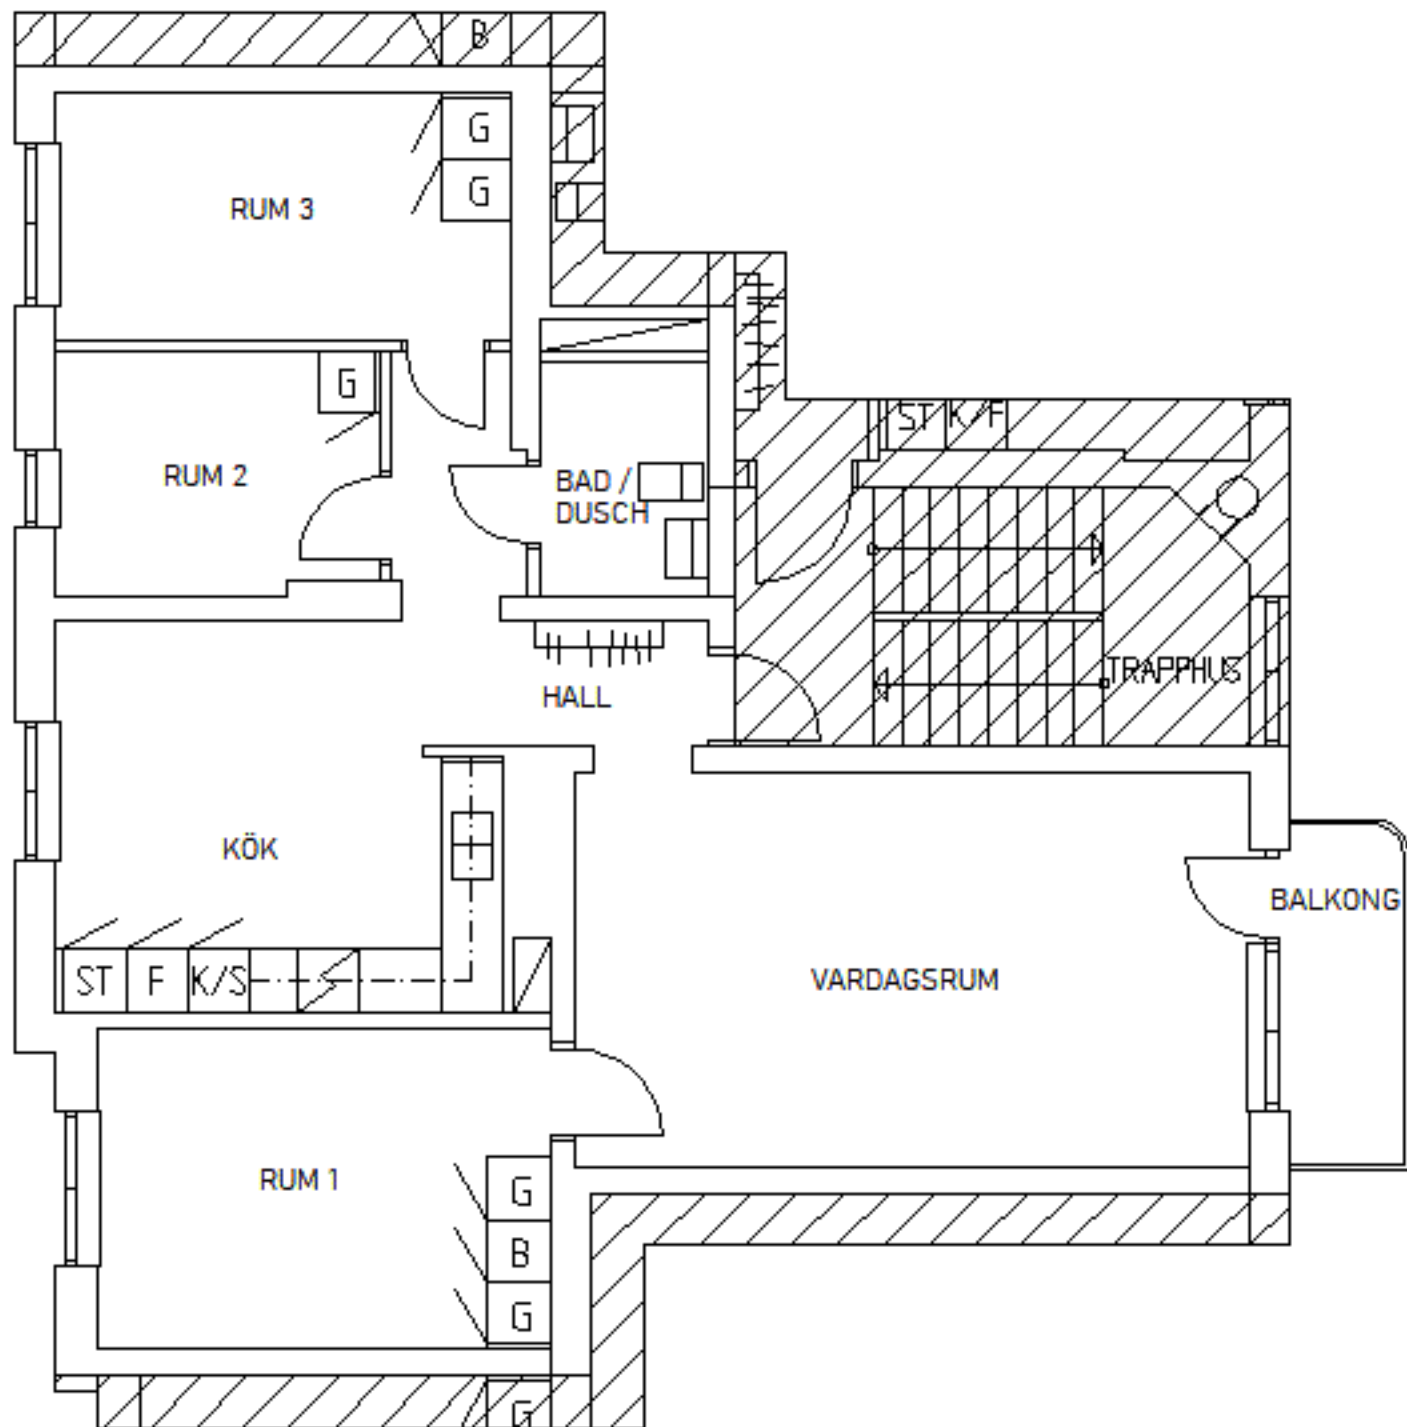 B
G
G
RUM 3
G
RUM 2
BAD /
DUSCH
ST K/F
TRAPPHUS
HALL
KÖK
BALKONG
ST F K/S
VARDAGSRUM
RUM 1
G
B
G
G